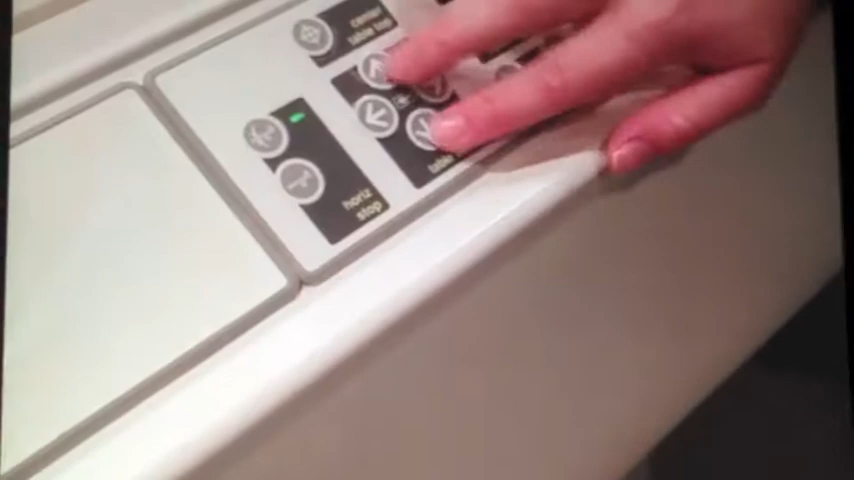 center
table top
table
horiz
stop